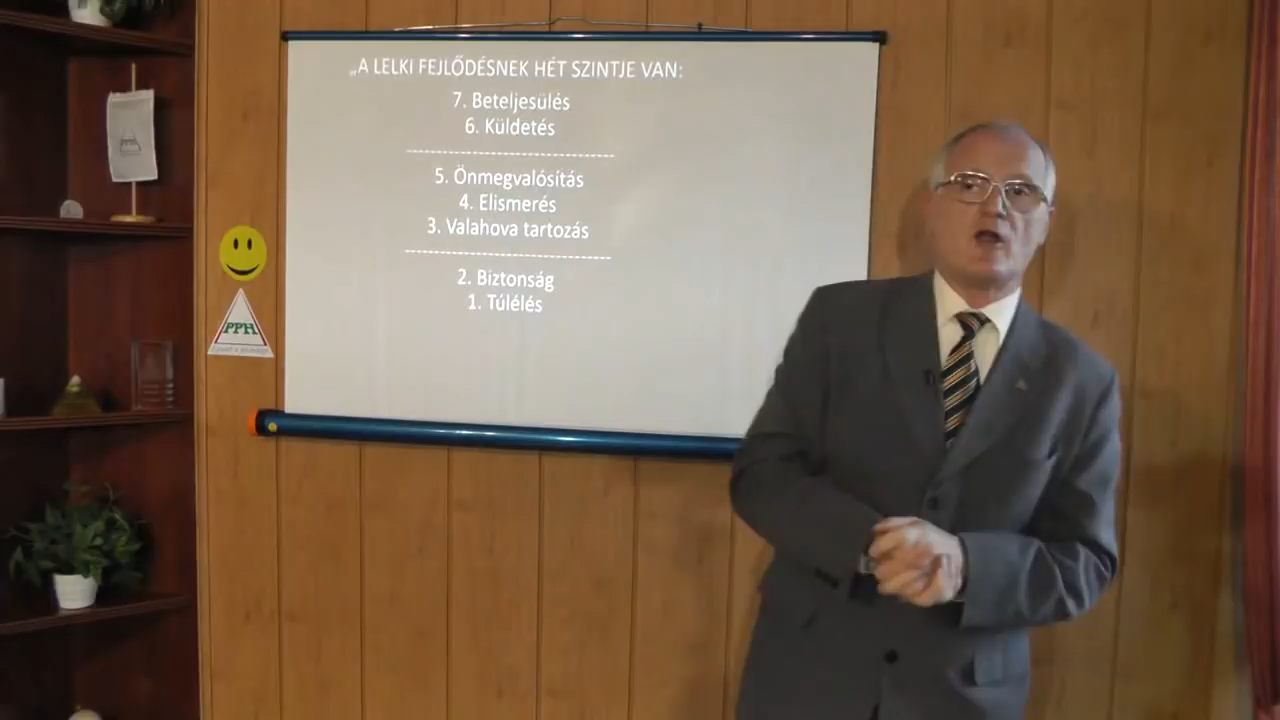 „A LELKI FEJLŐDÉSNEK HÉT SZINTJE VAN:
7. Beteljesülés
6. Küldetés
5. Önmegvalósítás
4. Elismerés
3. Valahova tartozás
2. Biztonság
1. Túlélés
PPH